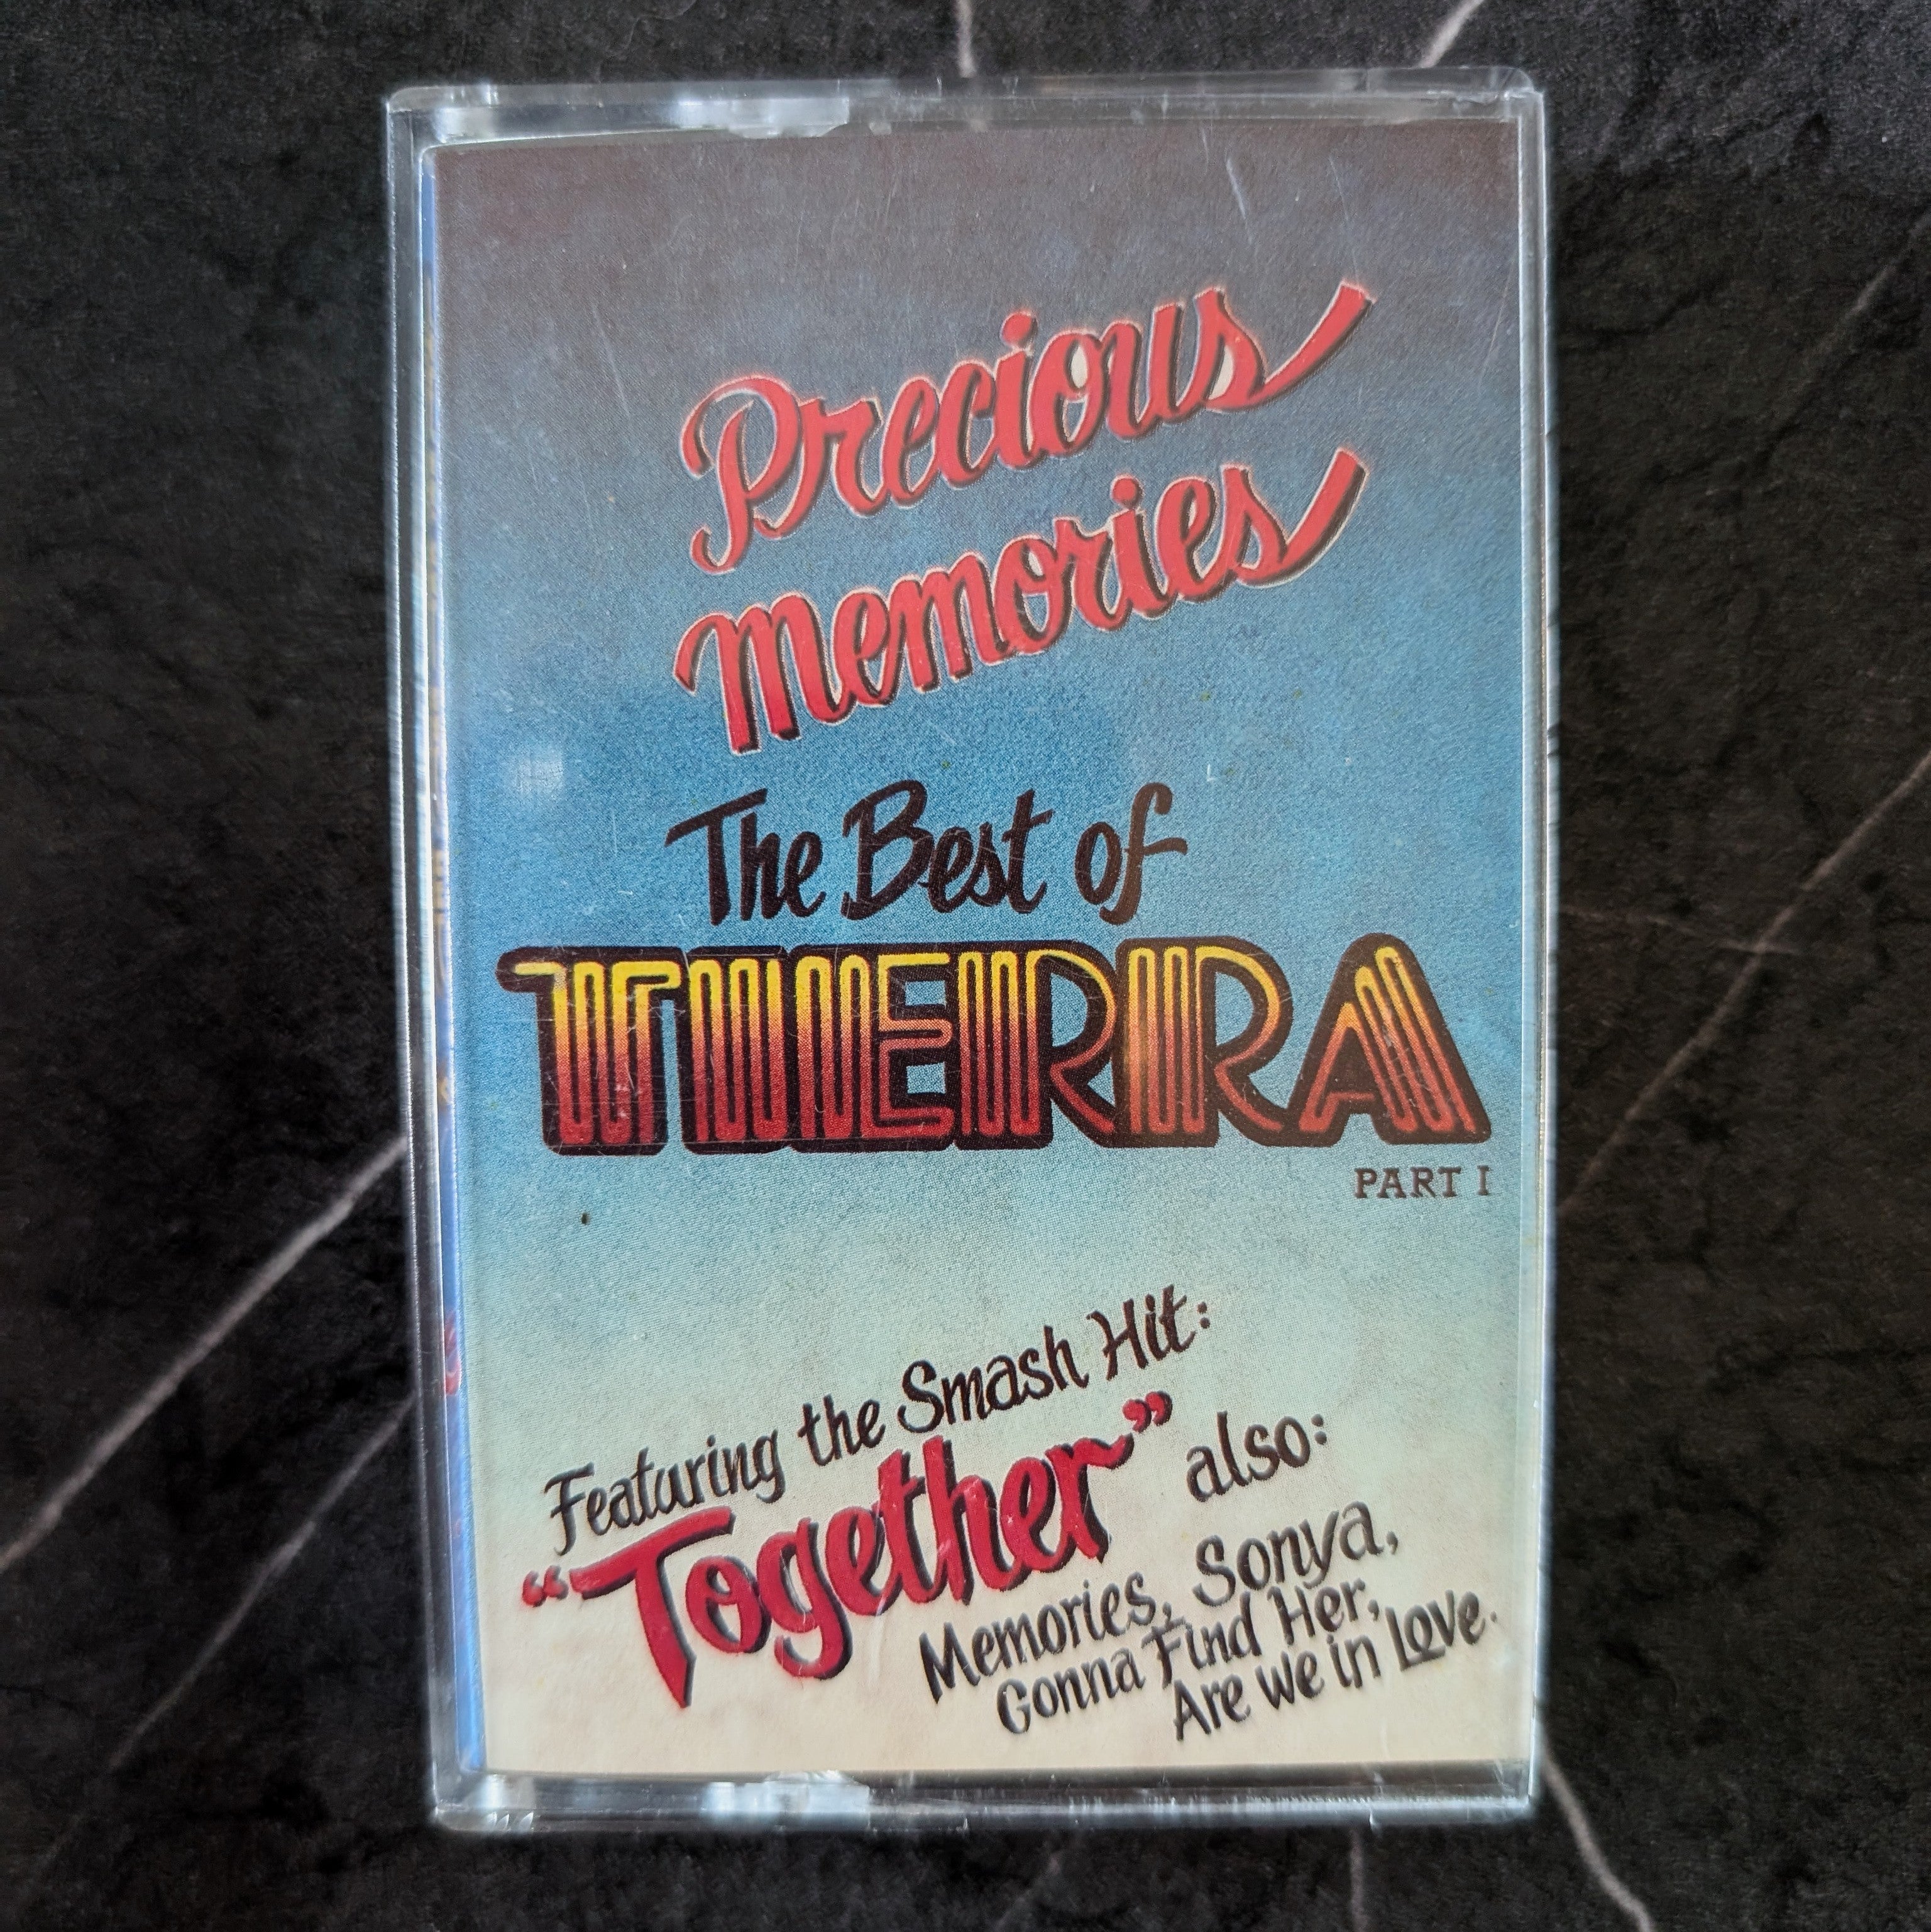 Precious
Memories
The Best of
TIERRA
PART I
Featuring the Smash Hit:
“Together” also:
Memories, Sonya,
Gonna Find Her,
Are we in Love.